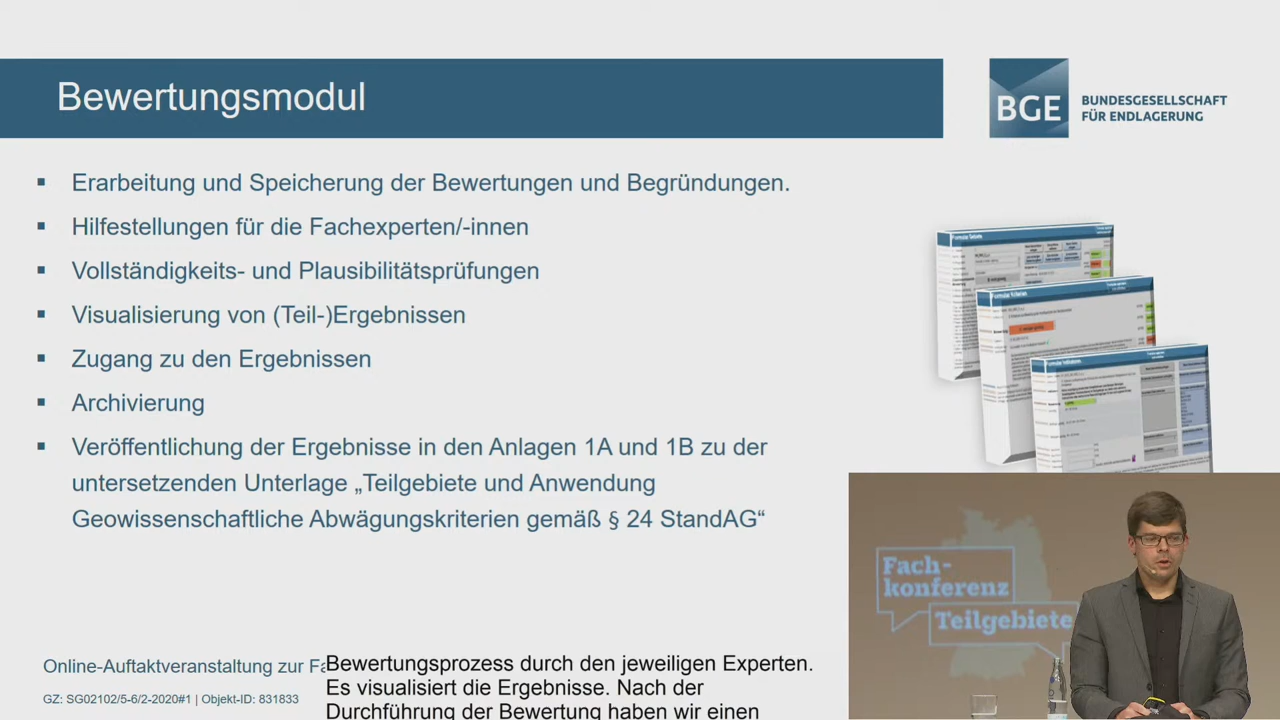 Bewertungsmodul
BGE
BUNDESGESELLSCHAFT
FÜR ENDLAGERUNG
Erarbeitung und Speicherung der Bewertungen und Begründungen.
Hilfestellungen für die Fachexperten/-innen
Vollständigkeits- und Plausibilitätsprüfungen
Visualisierung von (Teil-)Ergebnissen
Zugang zu den Ergebnissen
Archivierung
Veröffentlichung der Ergebnisse in den Anlagen 1A und 1B zu der
untersetzenden Unterlage „Teilgebiete und Anwendung
Geowissenschaftliche Abwägungskriterien gemäß § 24 StandAG“
Fach-
konferenz
Teilgebiete
Online-Auftaktveranstaltung zur Fa
GZ: SG02102/5-6/2-2020#1 | Objekt-ID: 831833
Bewertungsprozess durch den jeweiligen Experten.
Es visualisiert die Ergebnisse. Nach der
Durchführung der Bewertung haben wir einen